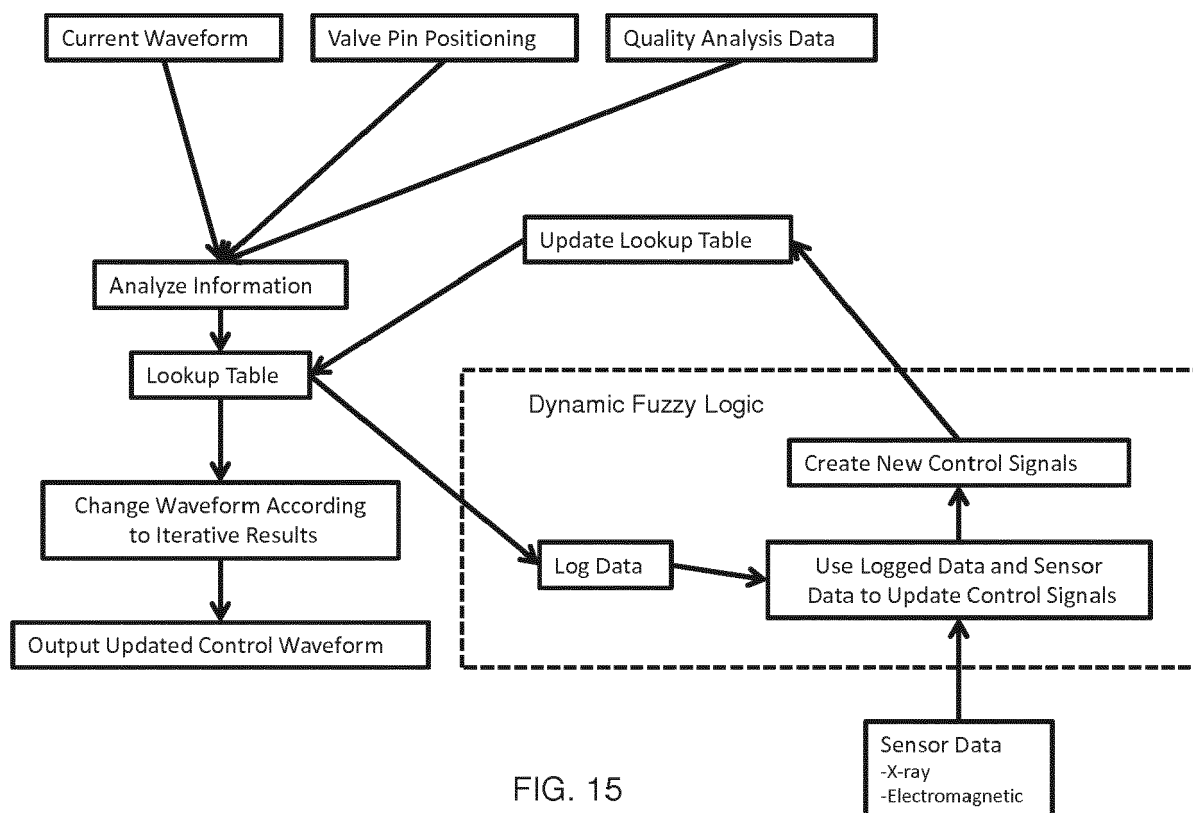 Current Waveform
Valve Pin Positioning
Quality Analysis Data
Analyze Information
Update Lookup Table
Lookup Table
Dynamic Fuzzy Logic
Create New Control Signals
Change Waveform According
to Iterative Results
Log Data
Use Logged Data and Sensor
Data to Update Control Signals
Output Updated Control Waveform
Sensor Data
-X-ray
-Electromagnetic
FIG. 15